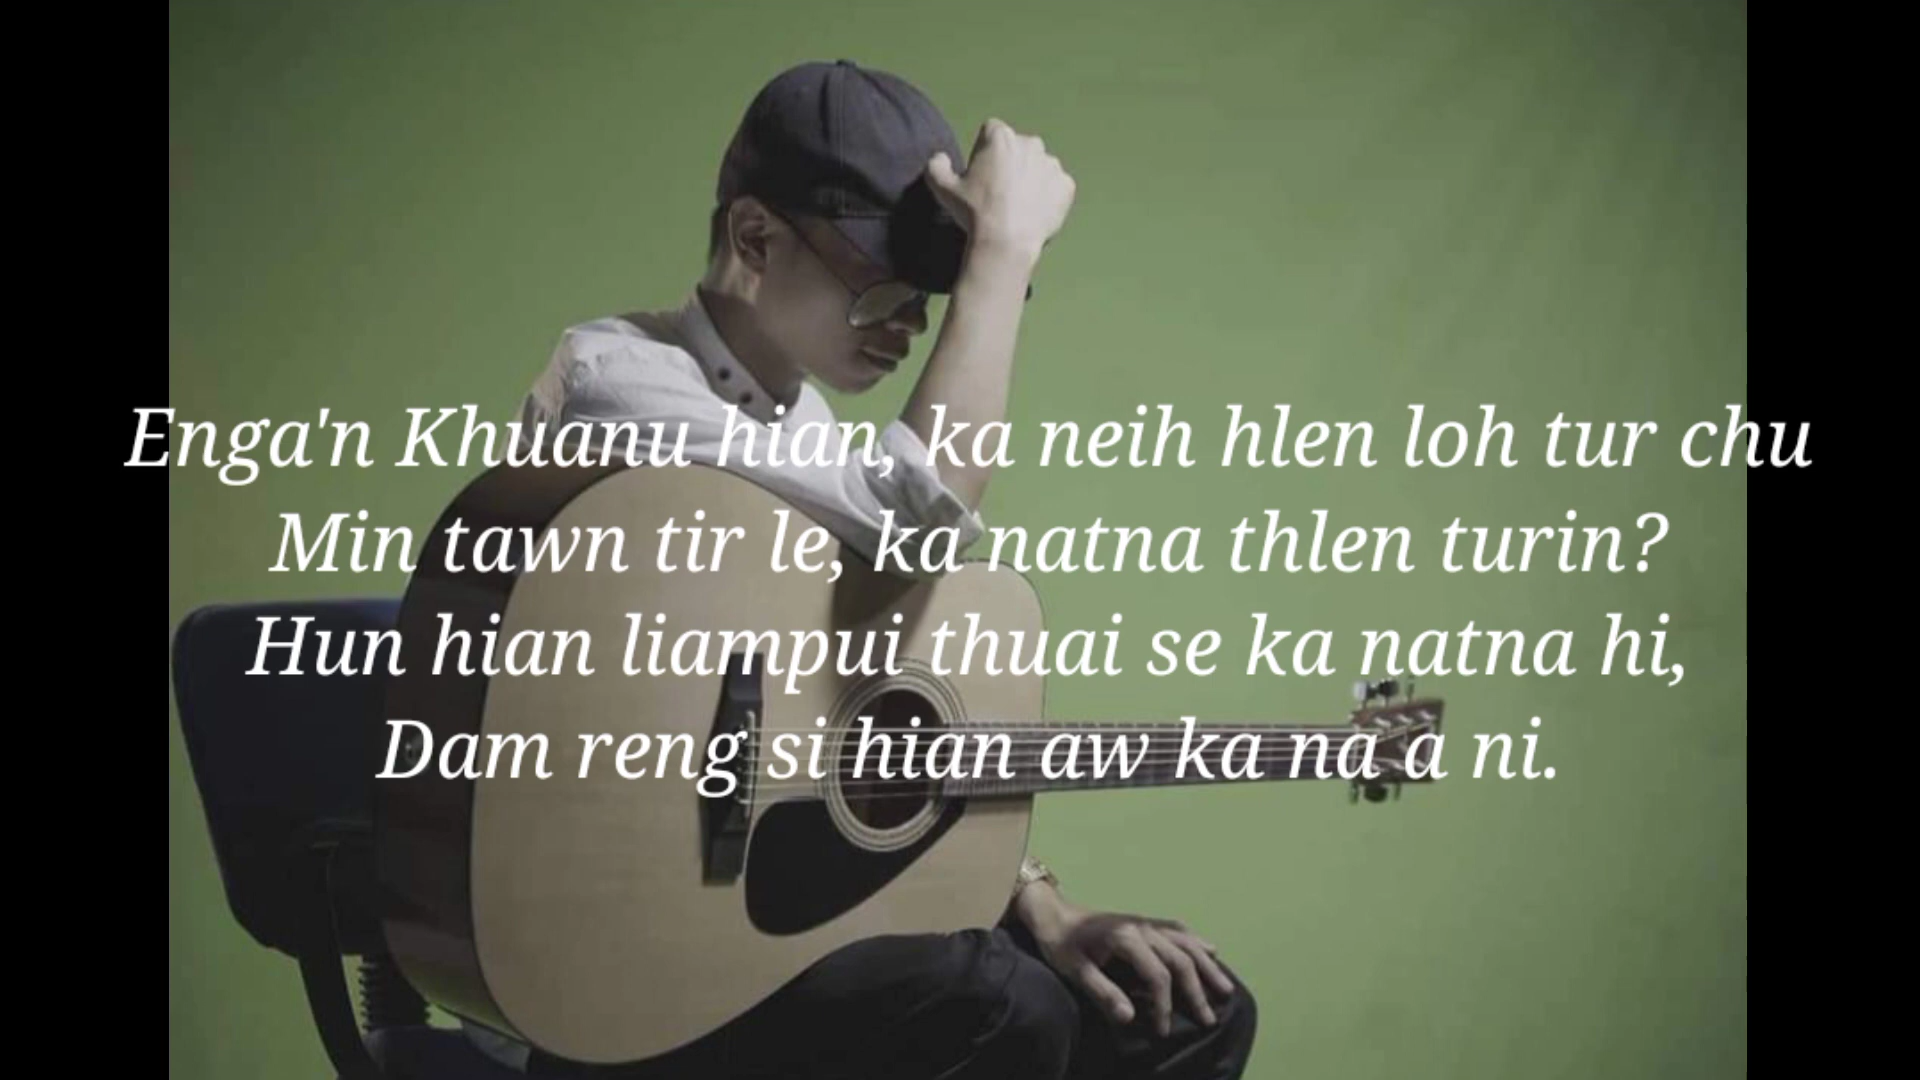 Enga'n Khuanu hian, ka neih hlen loh tur chu
Min tawn tir le, ka natna thlen turin?
Hun hian liampui thuai se ka natna hi,
Dam reng si hian aw ka na a ni.